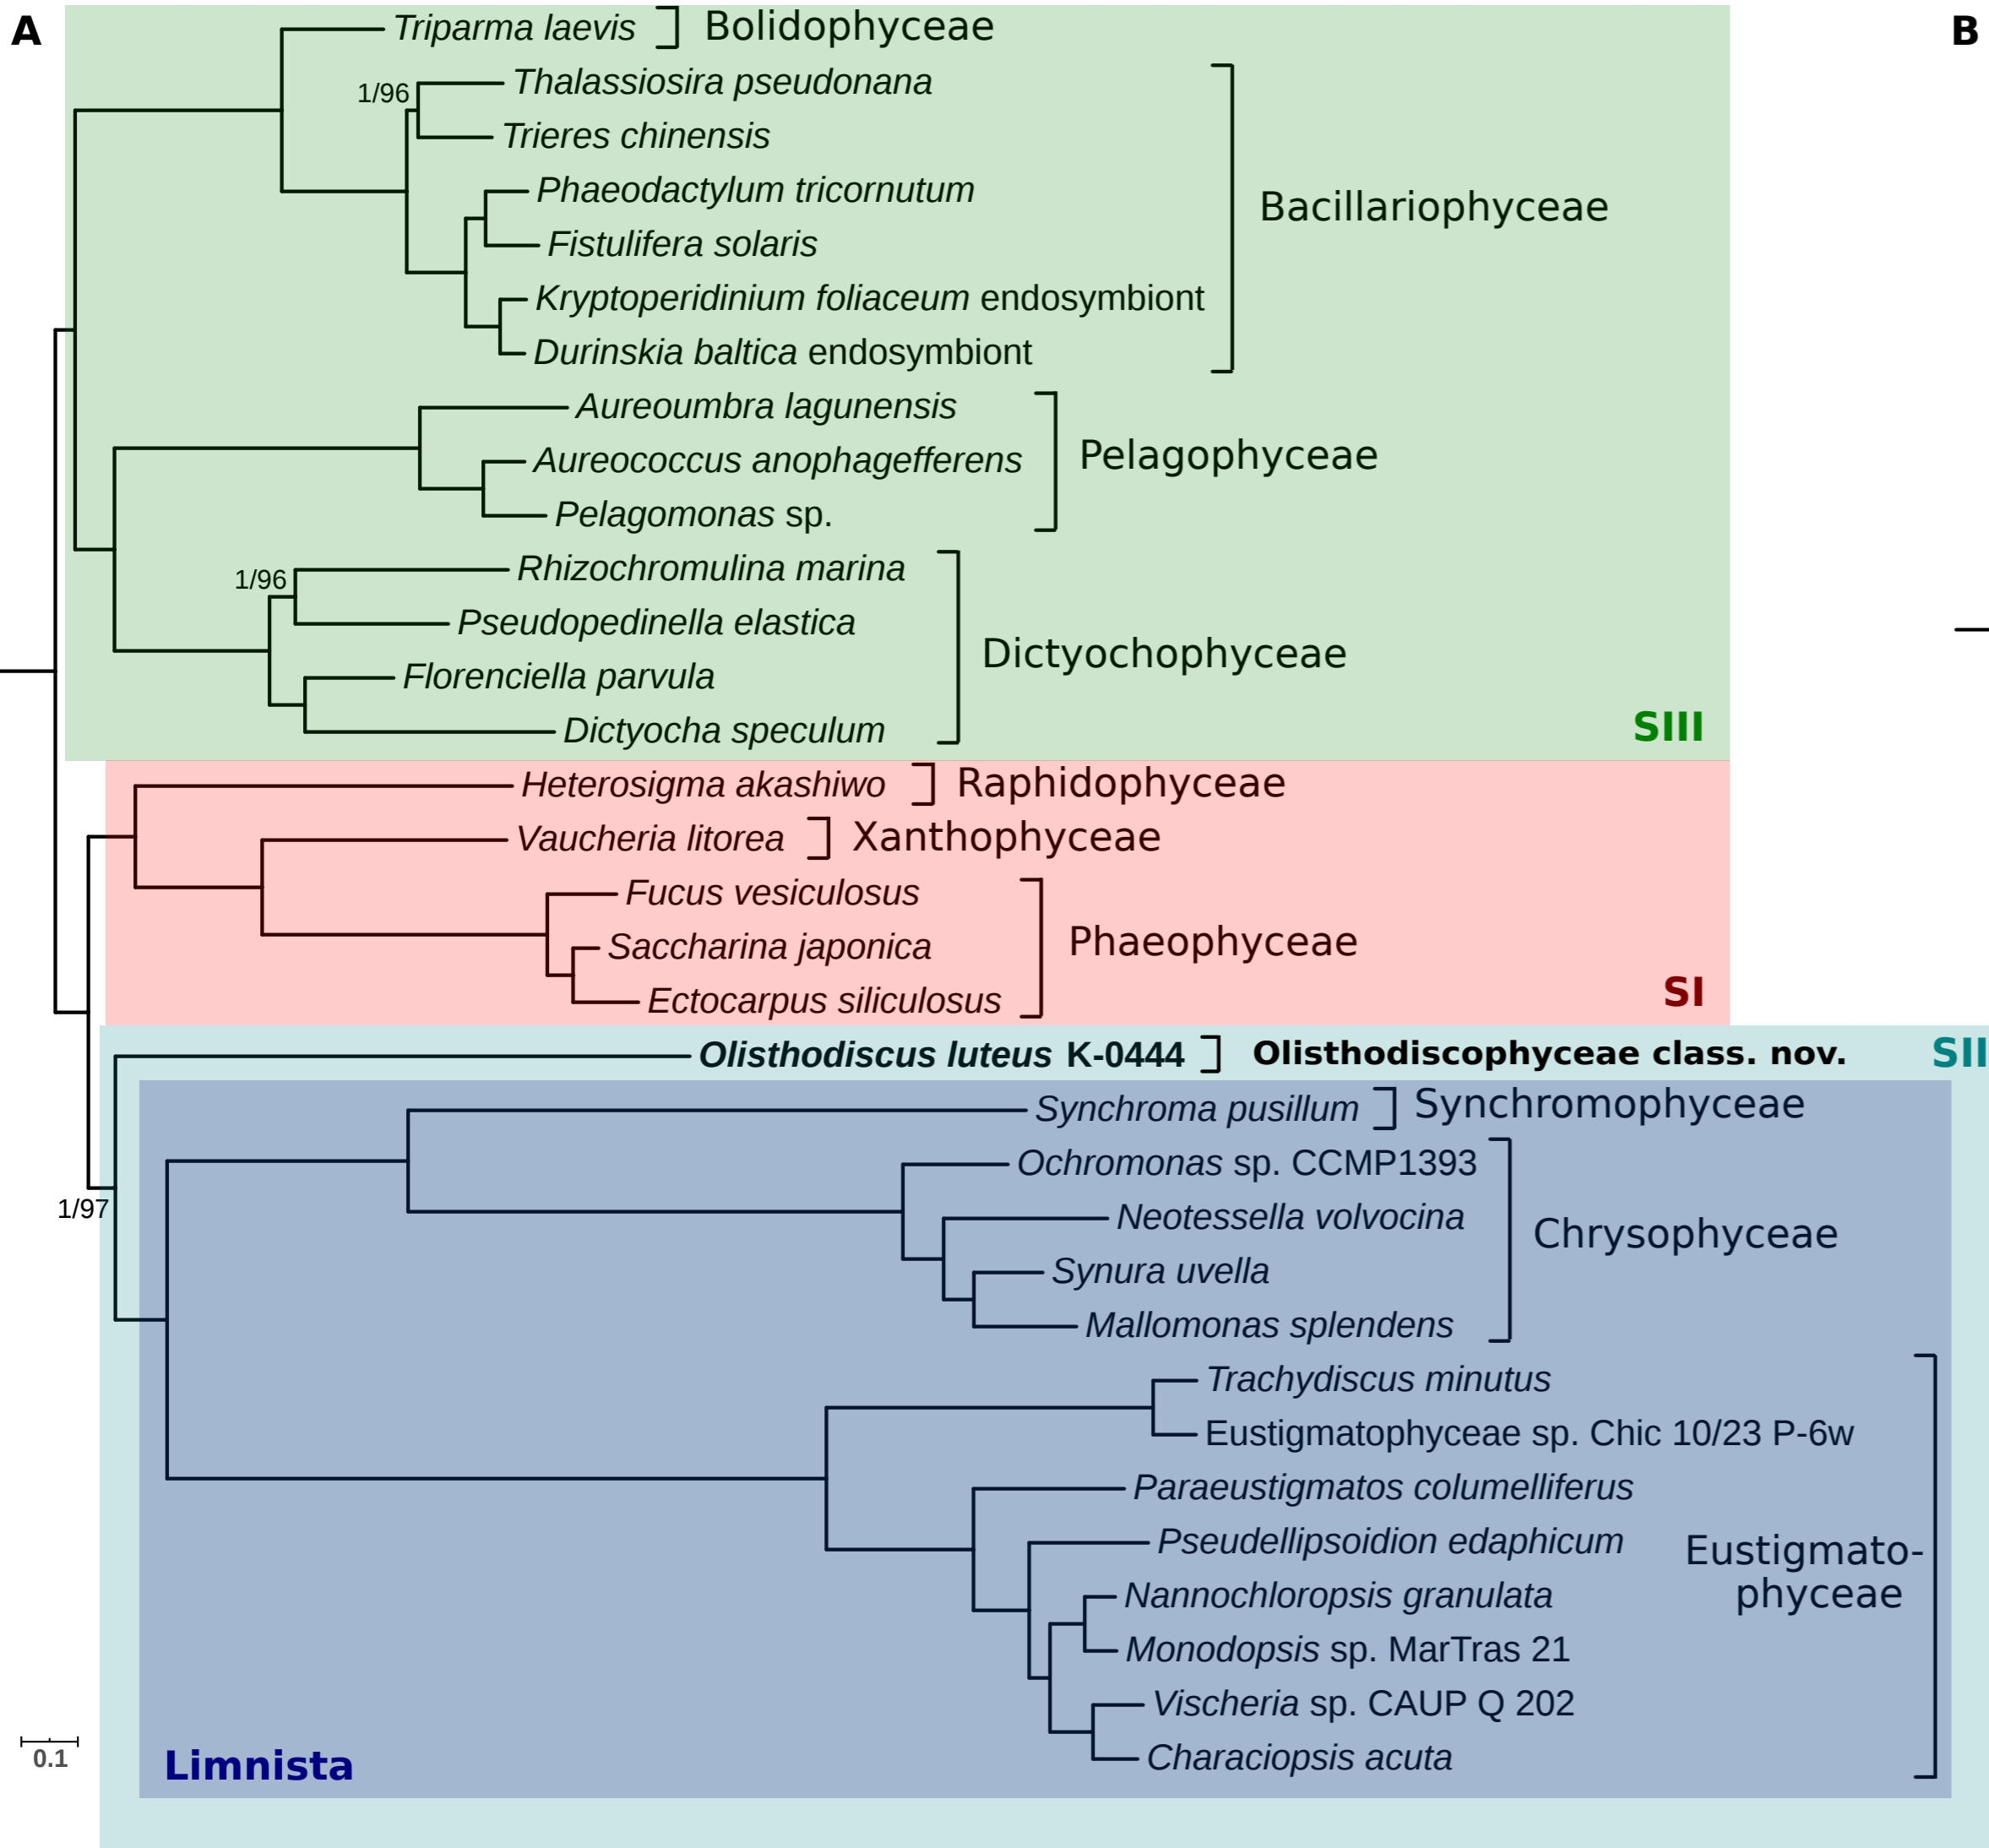 A
B
Triparma laevis
Bolidophyceae
1/96
Thalassiosira pseudonana
Trieres chinensis
Phaeodactylum tricornutum
Bacillariophyceae
Fistulifera solaris
Kryptoperidinium foliaceum endosymbiont
Durinskia baltica endosymbiont
Aureoumbra lagunensis
Aureococcus anophagefferens
Pelagophyceae
Pelagomonas sp.
1/96
Rhizochromulina marina
Pseudopedinella elastica
Dictyochophyceae
Florenciella parvula
Dictyocha speculum
SIII
Heterosigma akashiwo
Raphidophyceae
Vaucheria litorea
Xanthophyceae
Fucus vesiculosus
Saccharina japonica
Phaeophyceae
Ectocarpus siliculosus
SI
Olisthodiscus luteus K-0444
Olisthodiscophyceae class. nov.
SII
Synchroma pusillum
Synchromophyceae
Ochromonas sp. CCMP1393
1/97
Neotessella volvocina
Chrysophyceae
Synura uvella
Mallomonas splendens
Trachydiscus minutus
Eustigmatophyceae sp. Chic 10/23 P-6w
Paraeustigmatos columelliferus
Pseudellipsoidion edaphicum
Eustigmato-
phyceae
Nannochloropsis granulata
Monodopsis sp. MarTras 21
Vischeria sp. CAUP Q 202
Characiopsis acuta
0.1
Limnista